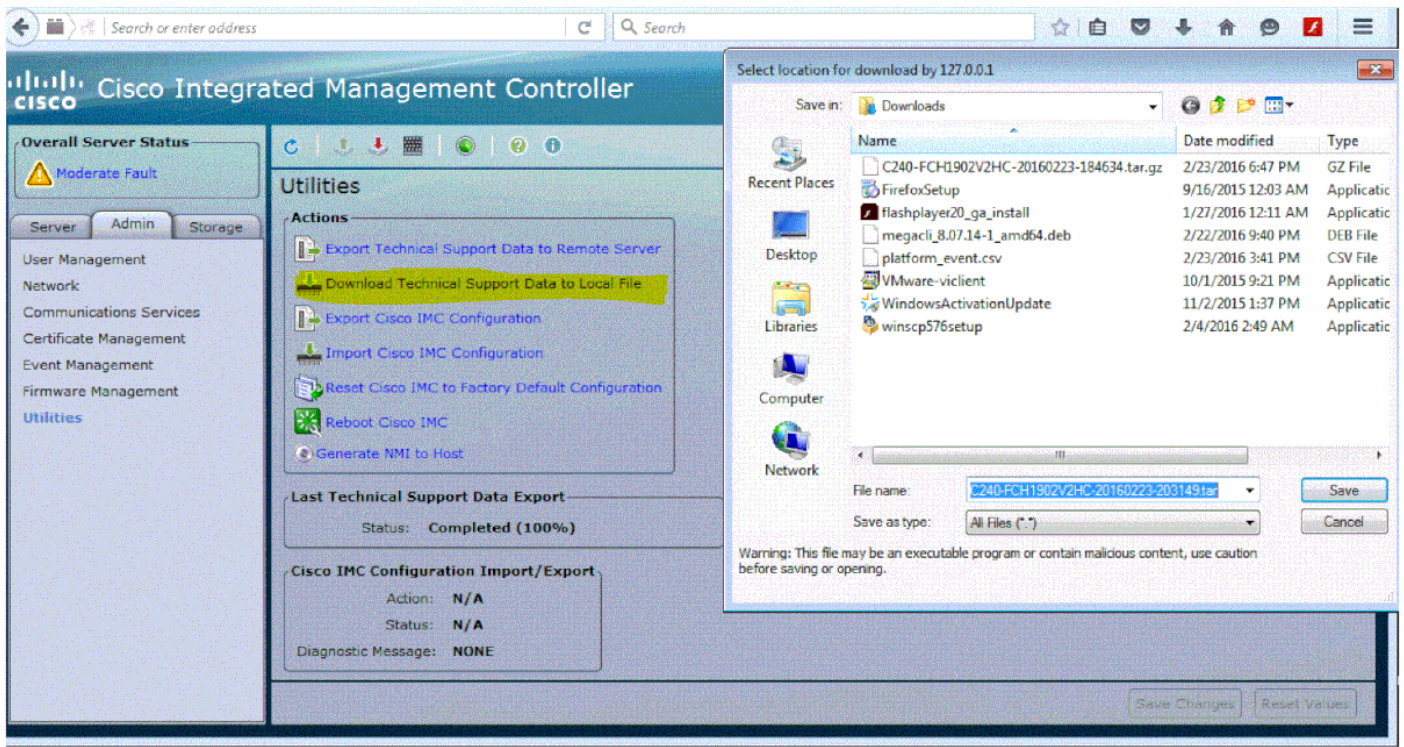 Search or enter address
Search
CISCO Cisco Integrated Management Controller
Overall Server Status
Moderate Fault
Server Admin Storage
User Management
Network
Communications Services
Certificate Management
Event Management
Firmware Management
Utilities
Utilities
Actions
Export Technical Support Data to Remote Server
Download Technical Support Data to Local File
Export Cisco IMC Configuration
Import Cisco IMC Configuration
Reset Cisco IMC to Factory Default Configuration
Reboot Cisco IMC
Generate NMI to Host
Last Technical Support Data Export
Status: Completed (100%)
Cisco IMC Configuration Import/Export
Action: N/A
Status: N/A
Diagnostic Message: NONE
Save Changes Reset Values
Select location for download by 127.0.0.1
Save in: Downloads
Recent Places
Desktop
Libraries
Computer
Network
Name Date modified Type
C240-FCH1902V2HC-20160223-184634.tar.gz 2/23/2016 6:47 PM GZ File
FirefoxSetup 9/16/2015 12:03 AM Applicatic
flashplayer20_ga_install 1/27/2016 12:11 AM Applicatic
megacli_8.07.14-1_amd64.deb 2/22/2016 9:40 PM DEB File
platform_event.csv 2/23/2016 3:41 PM CSV File
VMware-viclient 10/1/2015 9:21 PM Applicatic
WindowsActivationUpdate 11/2/2015 1:37 PM Applicatic
winscp576setup 2/4/2016 2:49 AM Applicatic
File name: C240-FCH1902V2HC-20160223-203149.tar Save
Save as type: All Files (*.*) Cancel
Warning: This file may be an executable program or contain malicious content, use caution
before saving or opening.